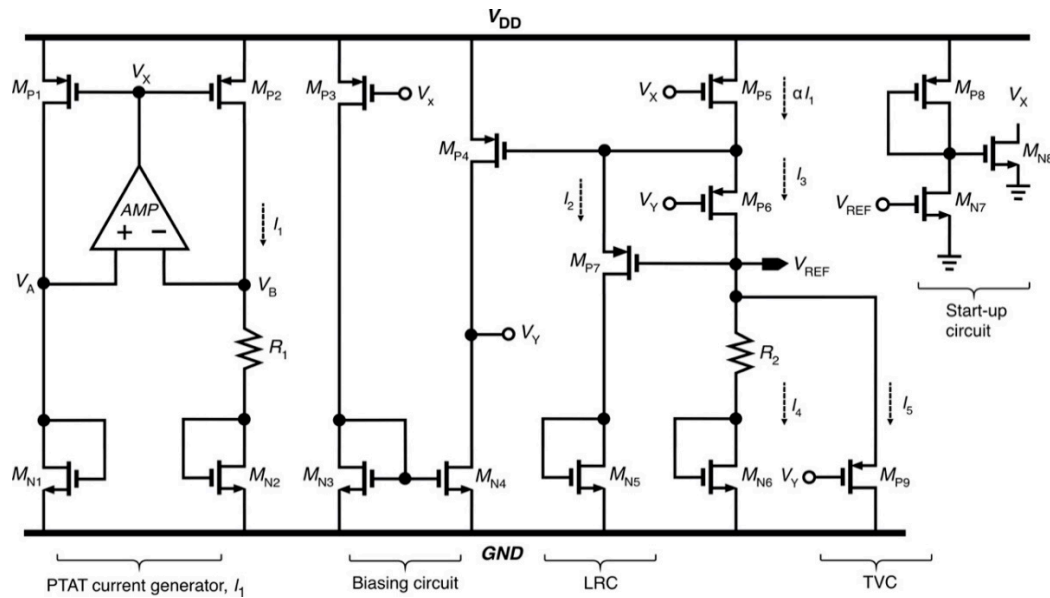 V_DD
M_P1
V_X
M_P2
M_P3
V_x
V_X
M_P5
αI_1
M_P8
V_X
M_P4
M_N8
AMP
+ −
I_1
I_2
V_Y
M_P6
I_3
V_REF
M_N7
V_A
V_B
M_P7
V_REF
Start-up
circuit
R_1
V_Y
R_2
I_4
I_5
M_N1
M_N2
M_N3
M_N4
M_N5
M_N6
V_Y
M_P9
GND
PTAT current generator, I_1
Biasing circuit
LRC
TVC